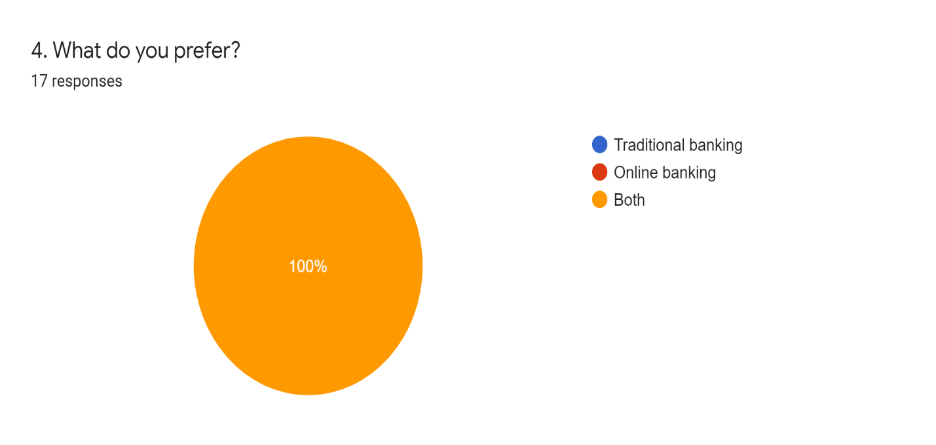 4. What do you prefer?
17 responses
Traditional banking
Online banking
Both
100%